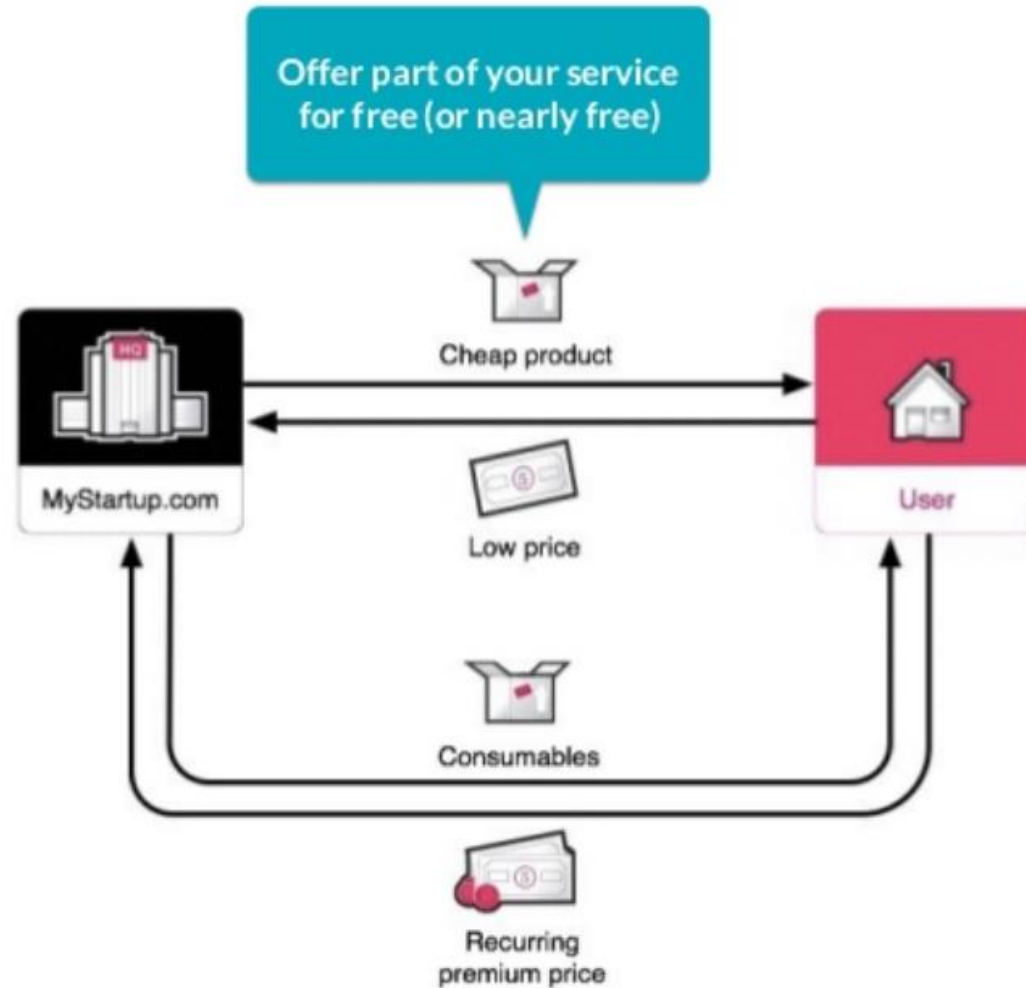 Offer part of your service
for free (or nearly free)
Cheap product
HQ
MyStartup.com
User
Low price
Consumables
Recurring
premium price